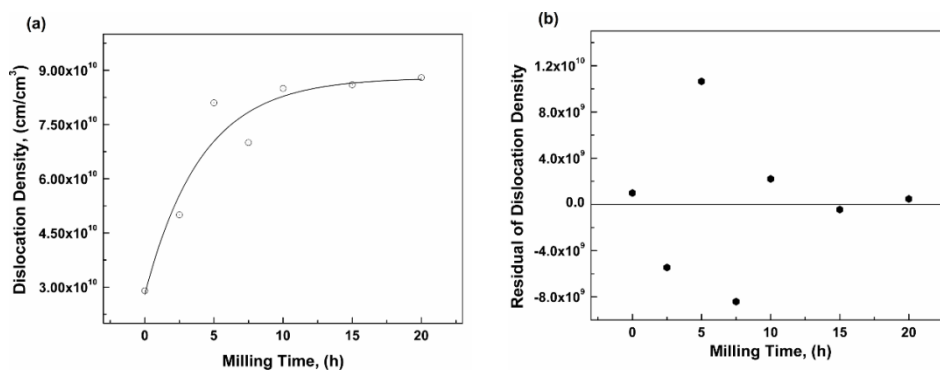 (a)
Dislocation Density, (cm/cm³)
9.00x10¹⁰
7.50x10¹⁰
6.00x10¹⁰
4.50x10¹⁰
3.00x10¹⁰
0 5 10 15 20
Milling Time, (h)
(b)
Residual of Dislocation Density
1.2x10¹⁰
8.0x10⁹
4.0x10⁹
0.0
-4.0x10⁹
-8.0x10⁹
0 5 10 15 20
Milling Time, (h)